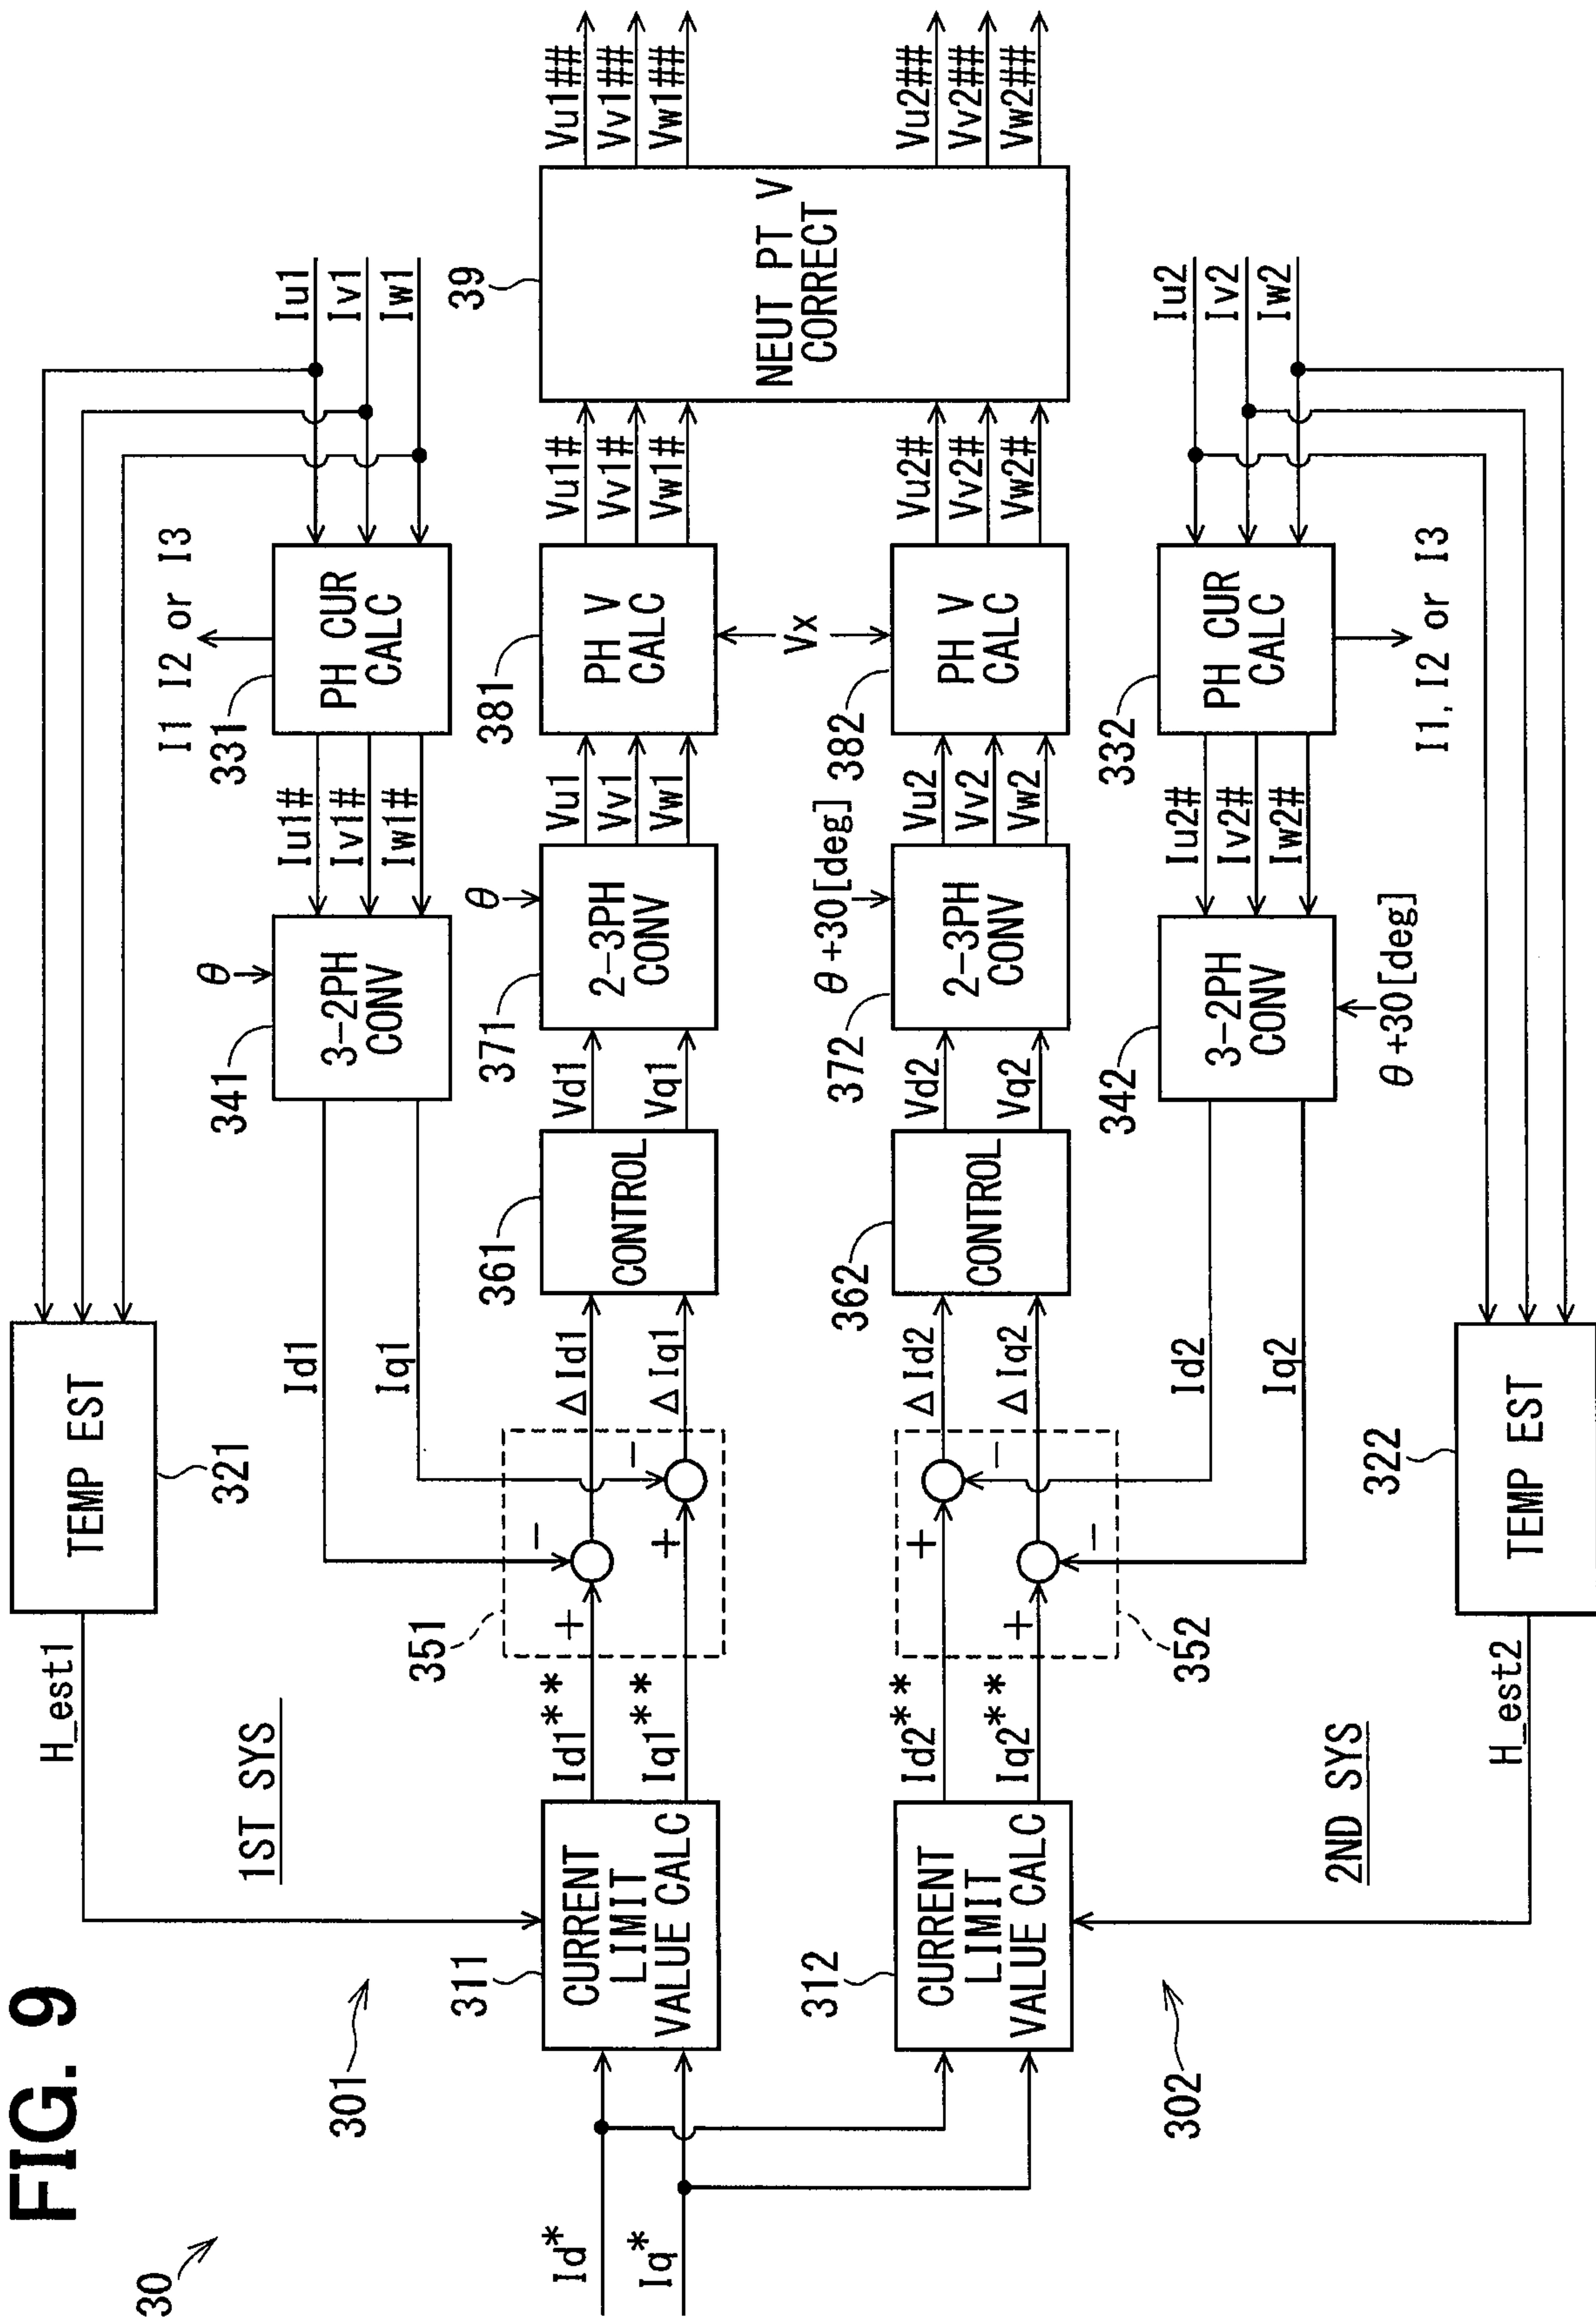 FIG. 9
30
301
1ST SYS
H_est1
TEMP EST
321
Id1
Iq1
341
3-2PH
CONV
θ
Iu1#
Iv1#
Iw1#
331
PH CUR
CALC
I1 I2 or I3
Iu1
Iv1
Iw1
Id*
Iq*
311
CURRENT
LIMIT
VALUE CALC
Id1**
Iq1**
351
+
−
+
−
ΔId1
ΔIq1
361
CONTROL
Vd1
Vq1
371
2-3PH
CONV
θ
Vu1
Vv1
Vw1
381
PH V
CALC
Vx
Vu1#
Vv1#
Vw1#
39
NEUT PT V
CORRECT
Vu1##
Vv1##
Vw1##
312
CURRENT
LIMIT
VALUE CALC
Id2**
Iq2**
352
+
−
+
−
ΔId2
ΔIq2
362
CONTROL
Vd2
Vq2
372
2-3PH
CONV
θ+30[deg]
Vu2
Vv2
Vw2
382
PH V
CALC
Vu2#
Vv2#
Vw2#
Vu2##
Vv2##
Vw2##
302
2ND SYS
H_est2
Id2
Iq2
342
3-2PH
CONV
θ+30[deg]
Iu2#
Iv2#
Iw2#
332
PH CUR
CALC
I1, I2 or I3
Iu2
Iv2
Iw2
322
TEMP EST